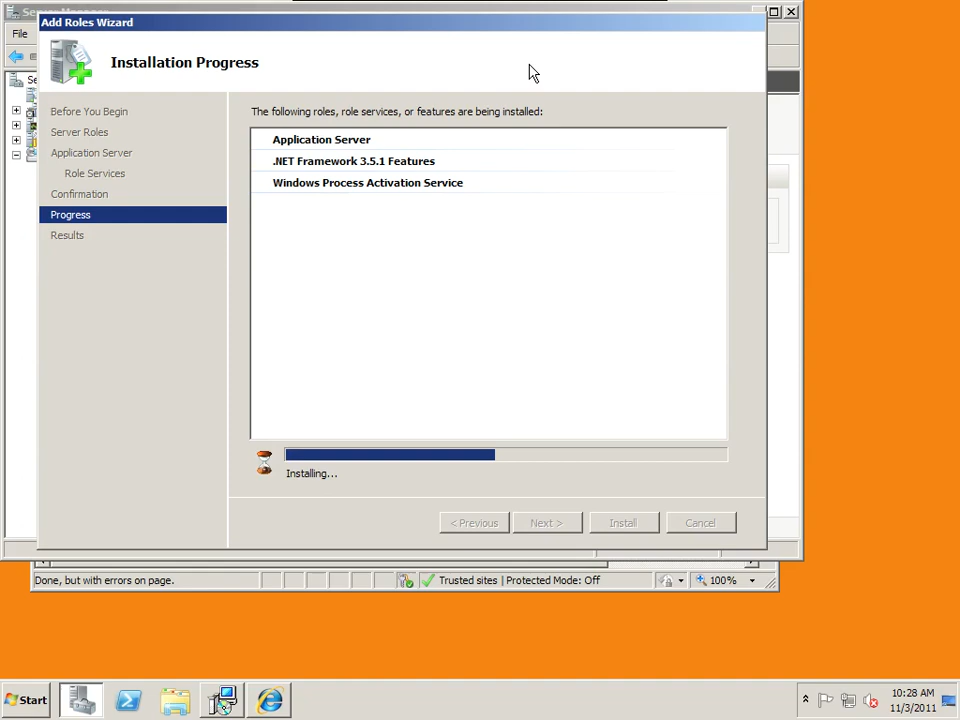 Add Roles Wizard
File
Installation Progress
Before You Begin
Server Roles
Application Server
Role Services
Confirmation
Progress
Results
The following roles, role services, or features are being installed:
Application Server
.NET Framework 3.5.1 Features
Windows Process Activation Service
Installing...
< Previous
Next >
Install
Cancel
Done, but with errors on page.
Trusted sites | Protected Mode: Off
100%
Start
10:28 AM
11/3/2011